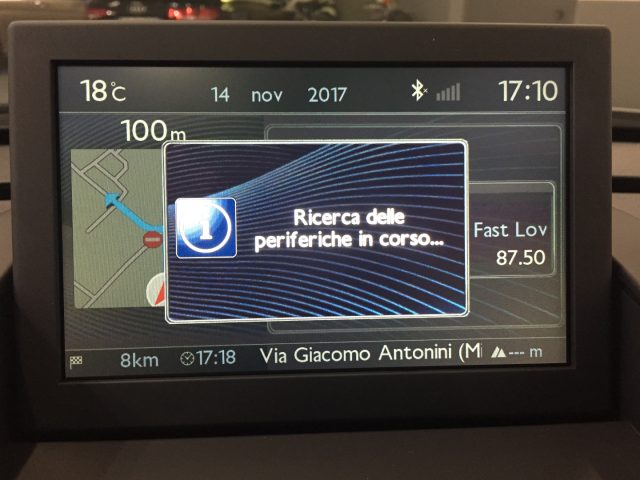 18°C 14 nov 2017 17:10
100m
Ricerca delle
periferiche in corso...
Fast Lov
87.50
8km 17:18 Via Giacomo Antonini (Mi --- m